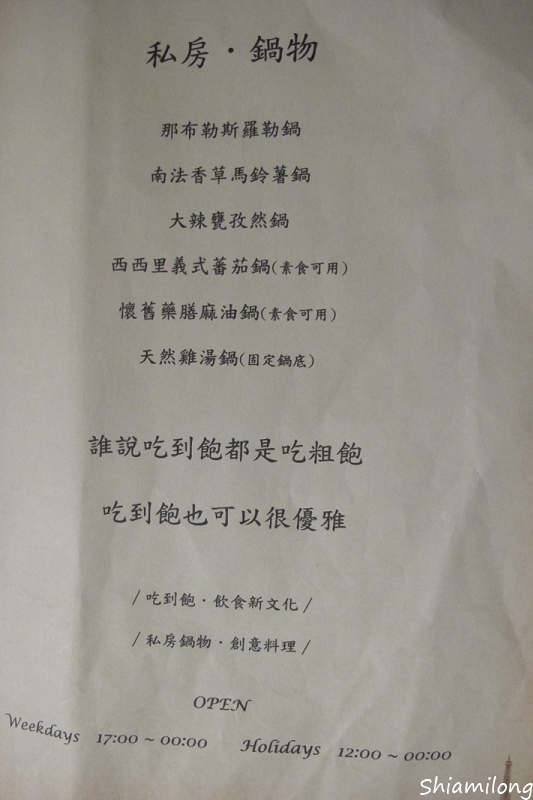 私房・鍋物
那布勒斯羅勒鍋
南法香草馬鈴薯鍋
大辣甕孜然鍋
西西里義式蕃茄鍋(素食可用)
懷舊藥膳麻油鍋(素食可用)
天然雞湯鍋(固定鍋底)
誰說吃到飽都是吃粗飽
吃到飽也可以很優雅
/ 吃到飽・飲食新文化 /
/ 私房鍋物・創意料理 /
OPEN
Weekdays 17:00 ~ 00:00 Holidays 12:00 ~ 00:00
Shiamilong